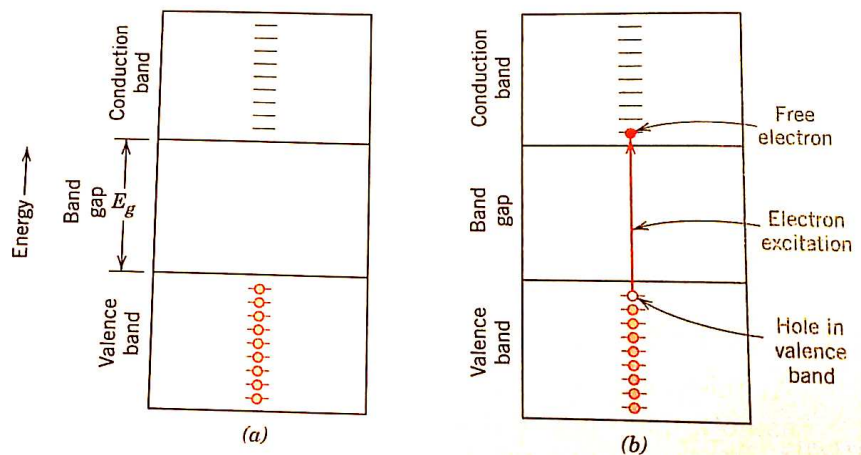 Energy
Conduction
band
Band
gap
E_g
Valence
band
(a)
Conduction
band
Band
gap
Valence
band
Free
electron
Electron
excitation
Hole in
valence
band
(b)